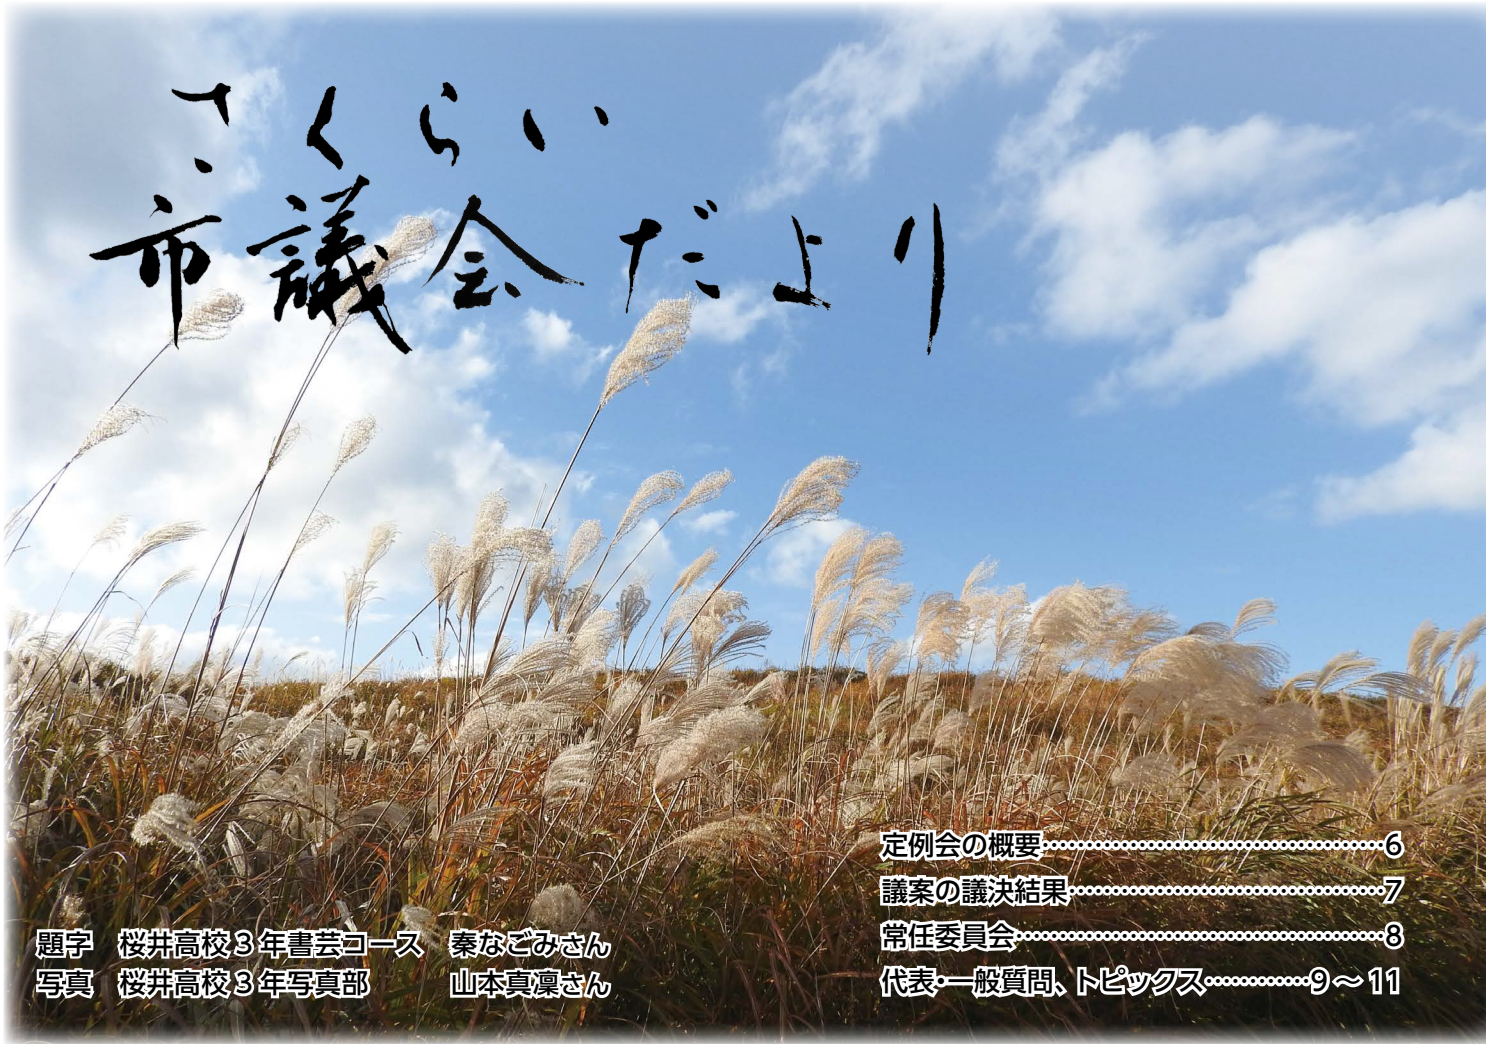 さくらい
市議会だより
定例会の概要…………………………………6
議案の議決結果………………………………7
常任委員会……………………………………8
代表・一般質問、トピックス…………9～11
題字　桜井高校3年書芸コース　秦なごみさん
写真　桜井高校3年写真部　山本真凜さん